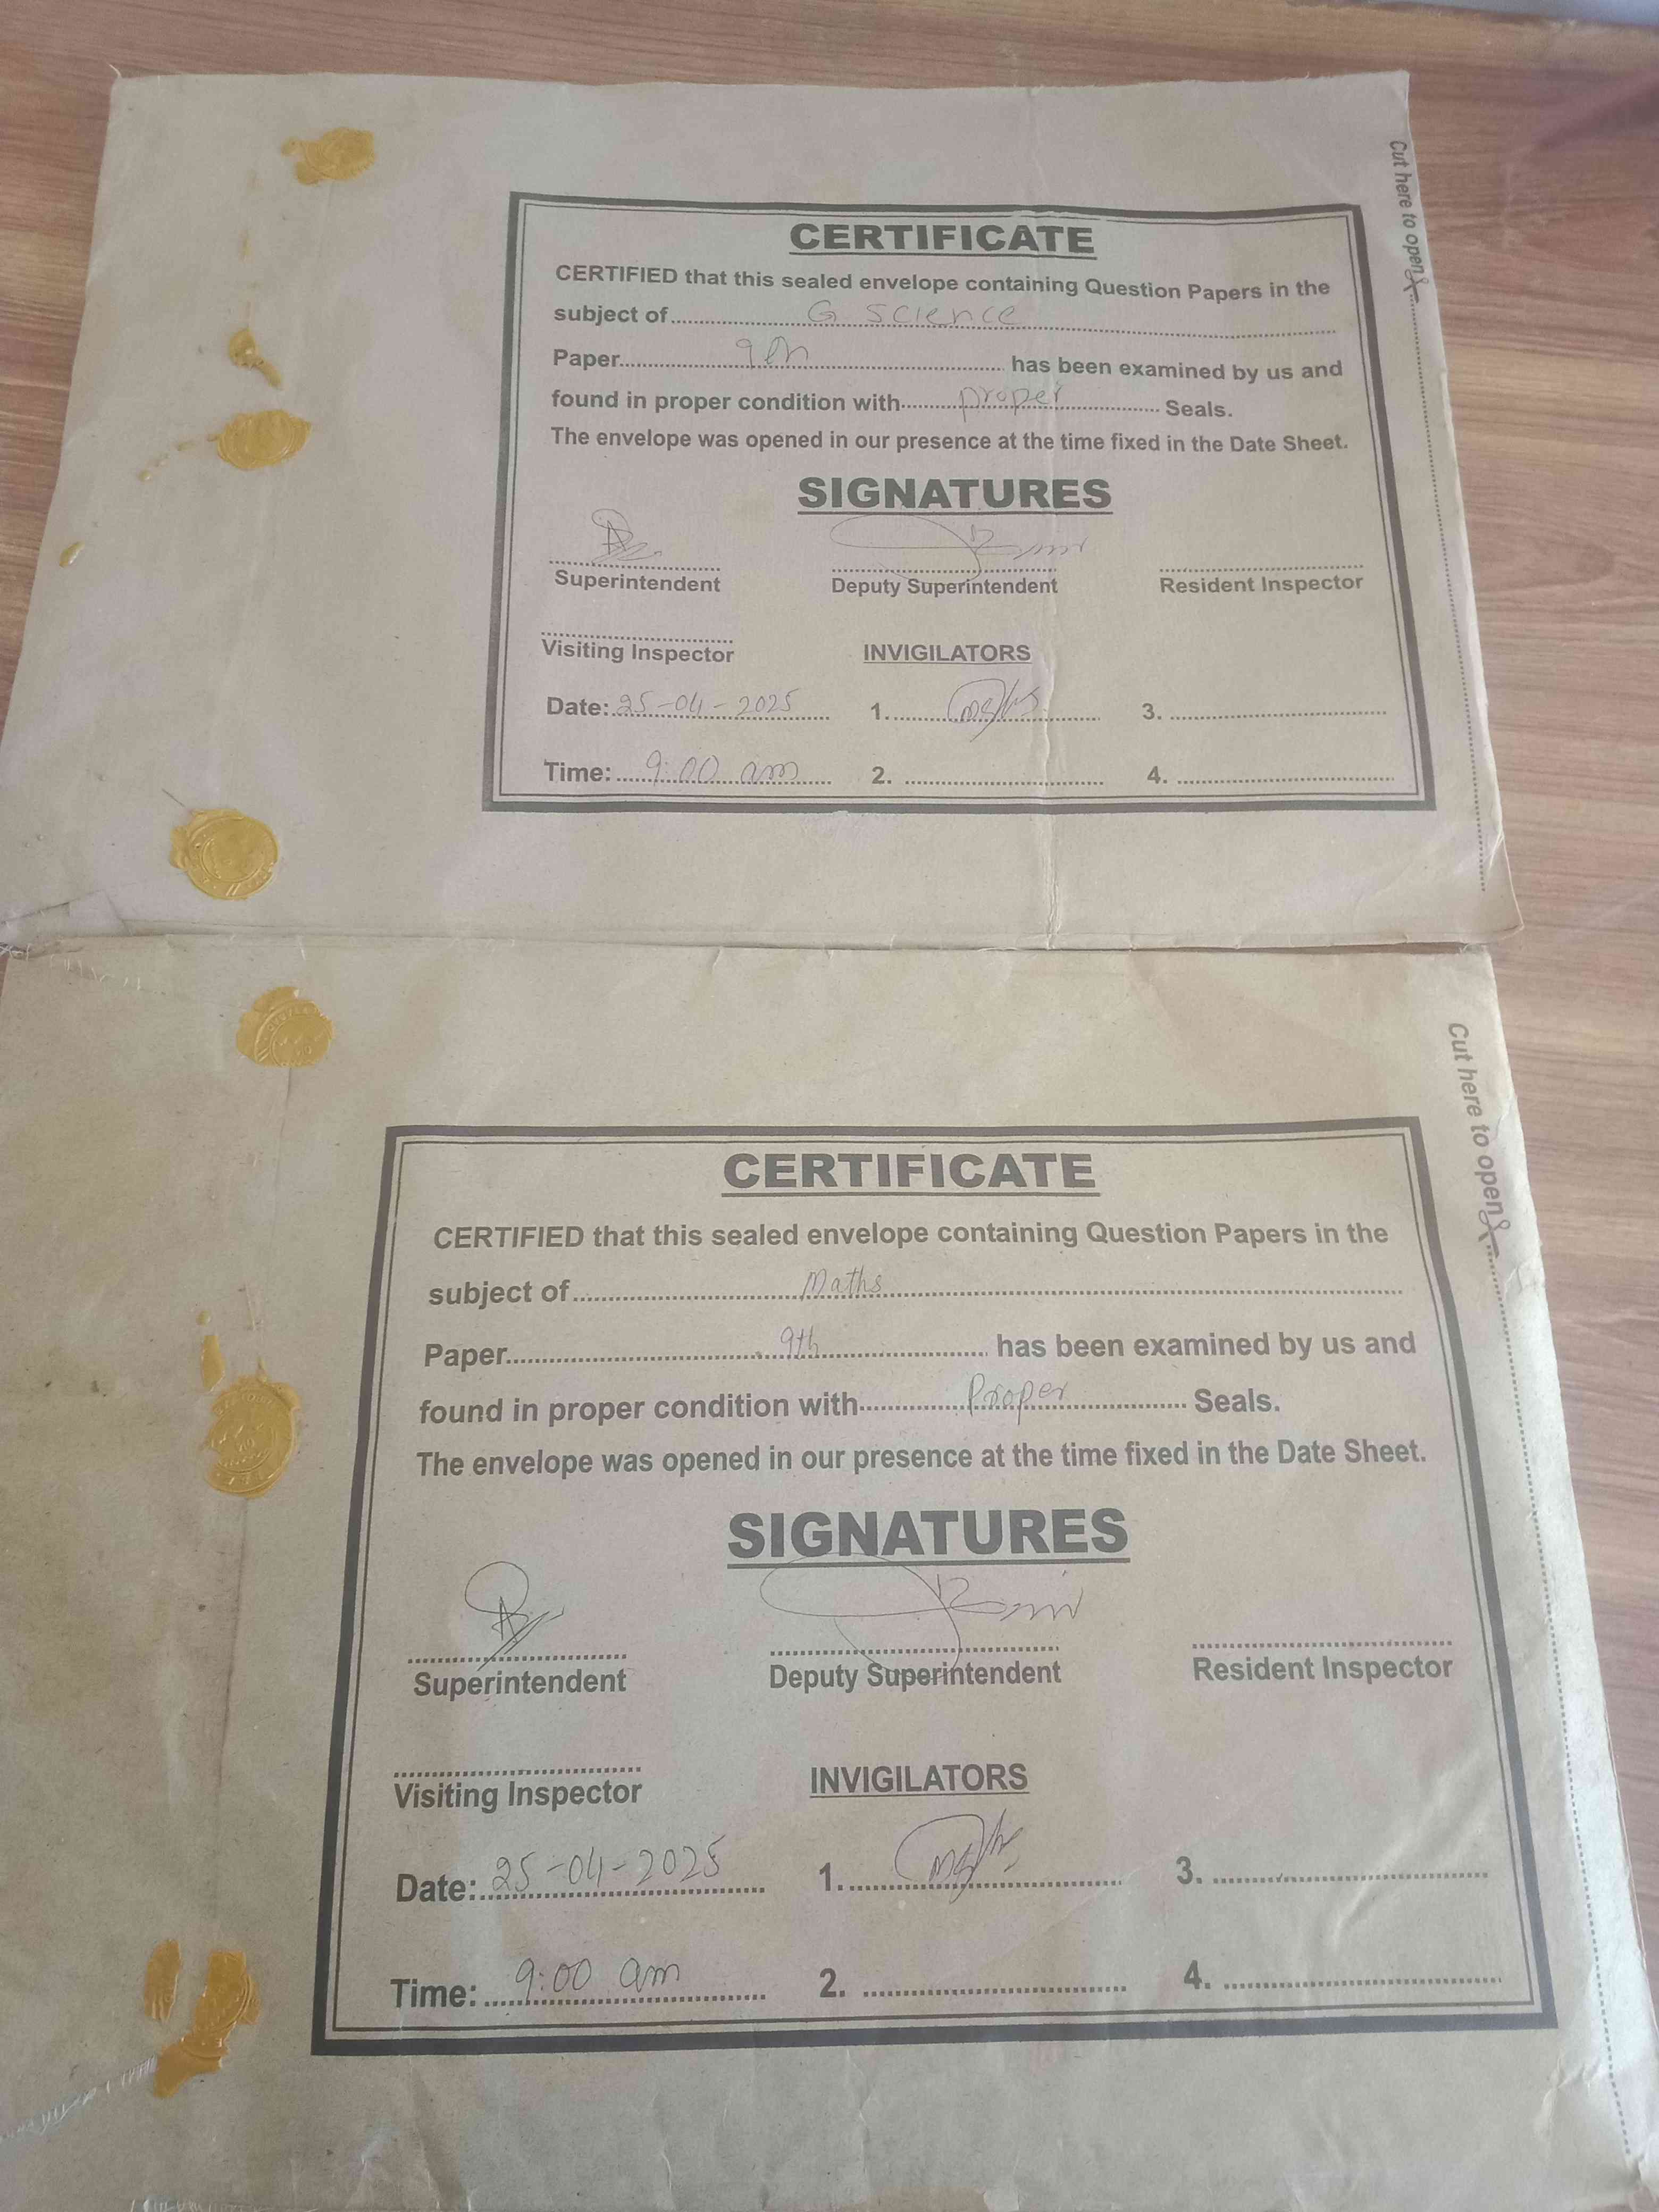 CERTIFICATE
CERTIFIED that this sealed envelope containing Question Papers in the
subject of G Science
Paper 9th has been examined by us and
found in proper condition with proper Seals.
The envelope was opened in our presence at the time fixed in the Date Sheet.
SIGNATURES
Superintendent Deputy Superintendent Resident Inspector
Visiting Inspector INVIGILATORS
Date: 25-04-2025 1. 3.
Time: 9:00 am 2. 4.
Cut here to open
CERTIFICATE
CERTIFIED that this sealed envelope containing Question Papers in the
subject of Maths
Paper 9th has been examined by us and
found in proper condition with Proper Seals.
The envelope was opened in our presence at the time fixed in the Date Sheet.
SIGNATURES
Superintendent Deputy Superintendent Resident Inspector
Visiting Inspector INVIGILATORS
Date: 25-04-2025 1. 3.
Time: 9:00 am 2. 4.
Cut here to open